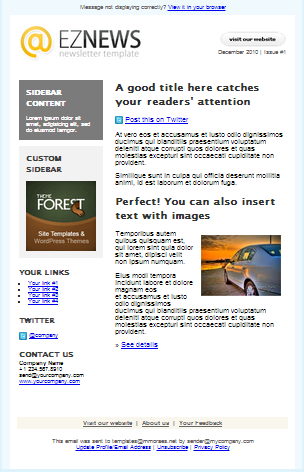 Message not displaying correctly? View it in your browser
EZNEWS
newsletter template
visit our website
December 2010 | Issue #1
SIDEBAR
CONTENT
Lorem ipsum dolor sit
amet, adipisicing elit, sed
do eiusmod tempor.
CUSTOM
SIDEBAR
THEME
FOREST
Site Templates &
WordPress Themes
YOUR LINKS
Your link #1
Your link #2
Your link #3
Your link #4
TWITTER
@company
CONTACT US
Company Name
+1 234.567.8910
send@yourcompany.com
www.yourcompany.com
A good title here catches
your readers' attention
Post this on Twitter
At vero eos et accusamus et iusto odio dignissimos
ducimus qui blanditiis praesentium voluptatum
deleniti atque corrupti quos dolores et quas
molestias excepturi sint occaecati cupiditate non
provident.
Similique sunt in culpa qui officia deserunt mollitia
animi, id est laborum et dolorum fuga.
Perfect! You can also insert
text with images
Temporibus autem
quibus quisquam est,
qui lorem sint quia dolor
sit amet, dipisci velit
non ipsum numquam.
Eius modi tempora
incidunt labore et dolore
magnam eos
et accusamus et iusto
odio dignissimos
ducimus qui blanditiis praesentium voluptatum
deleniti atque corrupti quos dolores et quas
molestias excepturi sint occaecati cupiditate non
provident.
» See details
Visit our website | About us | Your Feedback
This email was sent to templates@mmorase.net by sender@mycompany.com
Update Profile/Email Address | Unsubscribe | Privacy Policy